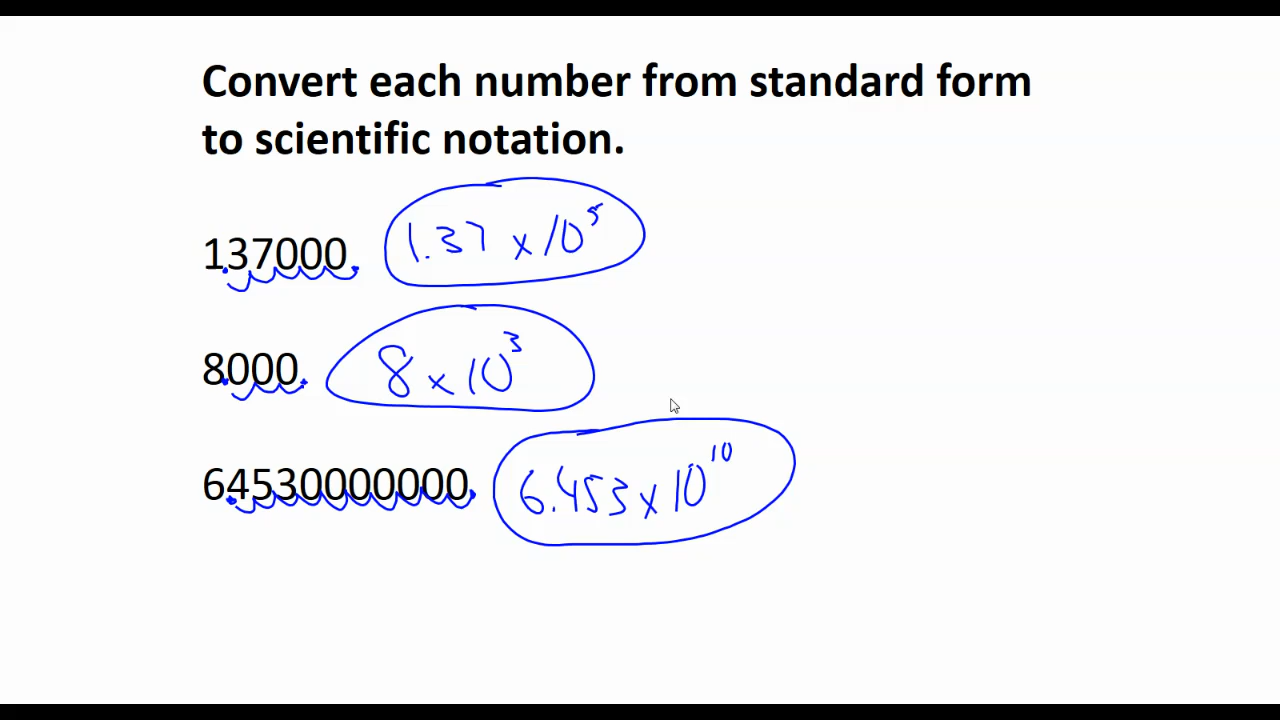 Convert each number from standard form
to scientific notation.
137000. 1.37 x 10⁵
8000. 8 x 10³
64530000000. 6.453 x 10¹⁰